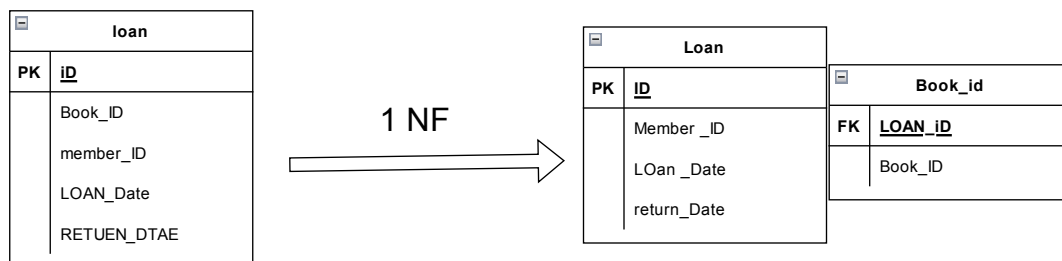 loan
PK iD
Book_ID
member_ID
LOAN_Date
RETUEN_DTAE
1 NF
Loan
PK ID
Member _ID
LOan _Date
return_Date
Book_id
FK LOAN_iD
Book_ID